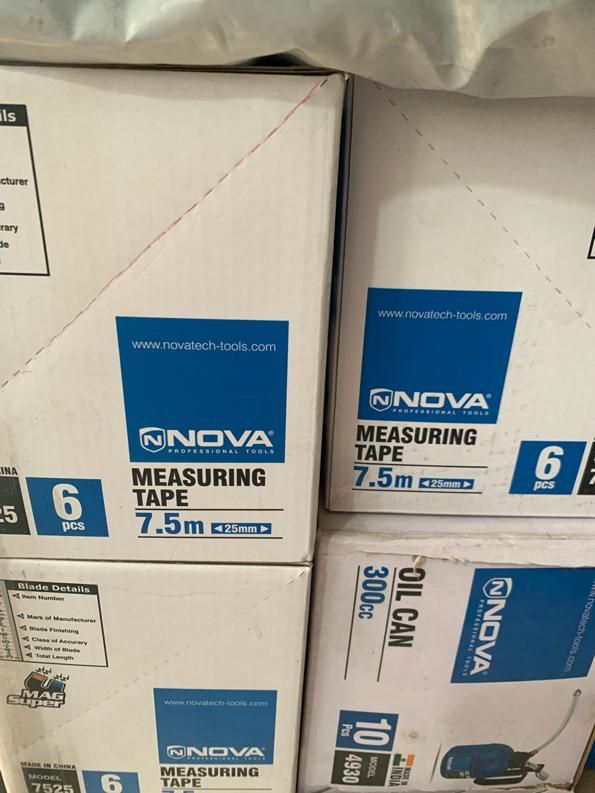 ils
cturer
rary
www.novatech-tools.com
NOVA®
PROFESSIONAL TOOLS
MEASURING
TAPE
7.5m ◄25mm►
INA
25
6
pcs
www.novatech-tools.com
NOVA®
PROFESSIONAL TOOLS
MEASURING
TAPE
7.5m ◄25mm►
6
pcs
Blade Details
Item Number
Mark of Manufacturer
Blade Finishing
Class of Accurary
Width of Blade
Total Length
MAG
Super
www.novatech-tools.com
NOVA®
PROFESSIONAL TOOLS
MEASURING
TAPE
MADE IN CHINA
MODEL
7525
6
OIL CAN
300cc
www.novatech-tools.com
NOVA®
PROFESSIONAL TOOLS
10
Pcs
MADE IN
INDIA
MODEL
4930